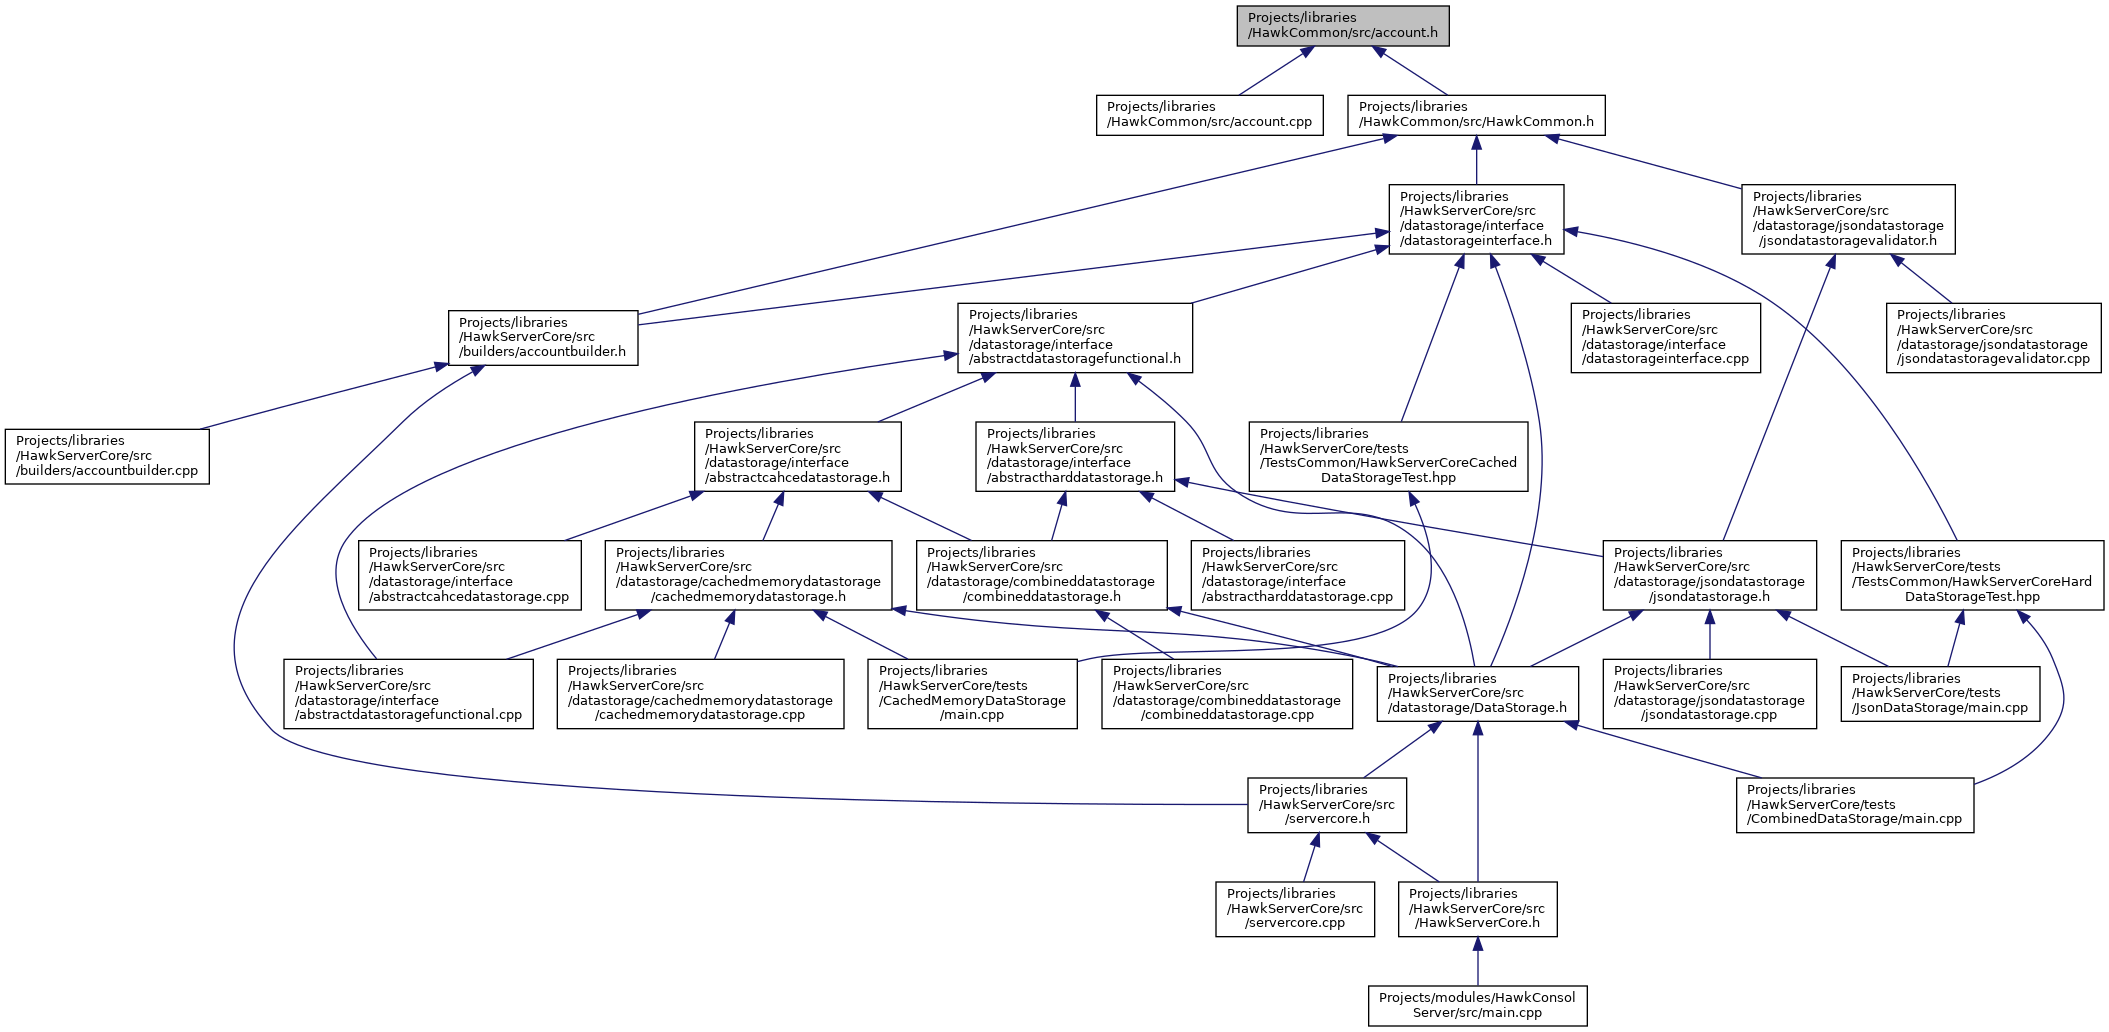 Projects/libraries
/HawkCommon/src/account.h
Projects/libraries
/HawkCommon/src/account.cpp
Projects/libraries
/HawkCommon/src/HawkCommon.h
Projects/libraries
/HawkServerCore/src
/datastorage/interface
/datastorageinterface.h
Projects/libraries
/HawkServerCore/src
/datastorage/jsondatastorage
/jsondatastoragevalidator.h
Projects/libraries
/HawkServerCore/src
/builders/accountbuilder.h
Projects/libraries
/HawkServerCore/src
/datastorage/interface
/abstractdatastoragefunctional.h
Projects/libraries
/HawkServerCore/src
/datastorage/interface
/datastorageinterface.cpp
Projects/libraries
/HawkServerCore/src
/datastorage/jsondatastorage
/jsondatastoragevalidator.cpp
Projects/libraries
/HawkServerCore/src
/builders/accountbuilder.cpp
Projects/libraries
/HawkServerCore/src
/datastorage/interface
/abstractcahcedatastorage.h
Projects/libraries
/HawkServerCore/src
/datastorage/interface
/abstractharddatastorage.h
Projects/libraries
/HawkServerCore/tests
/TestsCommon/HawkServerCoreCached
DataStorageTest.hpp
Projects/libraries
/HawkServerCore/src
/datastorage/interface
/abstractcahcedatastorage.cpp
Projects/libraries
/HawkServerCore/src
/datastorage/cachedmemorydatastorage
/cachedmemorydatastorage.h
Projects/libraries
/HawkServerCore/src
/datastorage/combineddatastorage
/combineddatastorage.h
Projects/libraries
/HawkServerCore/src
/datastorage/interface
/abstractharddatastorage.cpp
Projects/libraries
/HawkServerCore/src
/datastorage/jsondatastorage
/jsondatastorage.h
Projects/libraries
/HawkServerCore/tests
/TestsCommon/HawkServerCoreHard
DataStorageTest.hpp
Projects/libraries
/HawkServerCore/src
/datastorage/interface
/abstractdatastoragefunctional.cpp
Projects/libraries
/HawkServerCore/src
/datastorage/cachedmemorydatastorage
/cachedmemorydatastorage.cpp
Projects/libraries
/HawkServerCore/tests
/CachedMemoryDataStorage
/main.cpp
Projects/libraries
/HawkServerCore/src
/datastorage/combineddatastorage
/combineddatastorage.cpp
Projects/libraries
/HawkServerCore/src
/datastorage/DataStorage.h
Projects/libraries
/HawkServerCore/src
/datastorage/jsondatastorage
/jsondatastorage.cpp
Projects/libraries
/HawkServerCore/tests
/JsonDataStorage/main.cpp
Projects/libraries
/HawkServerCore/src
/servercore.h
Projects/libraries
/HawkServerCore/tests
/CombinedDataStorage/main.cpp
Projects/libraries
/HawkServerCore/src
/servercore.cpp
Projects/libraries
/HawkServerCore/src
/HawkServerCore.h
Projects/modules/HawkConsol
Server/src/main.cpp